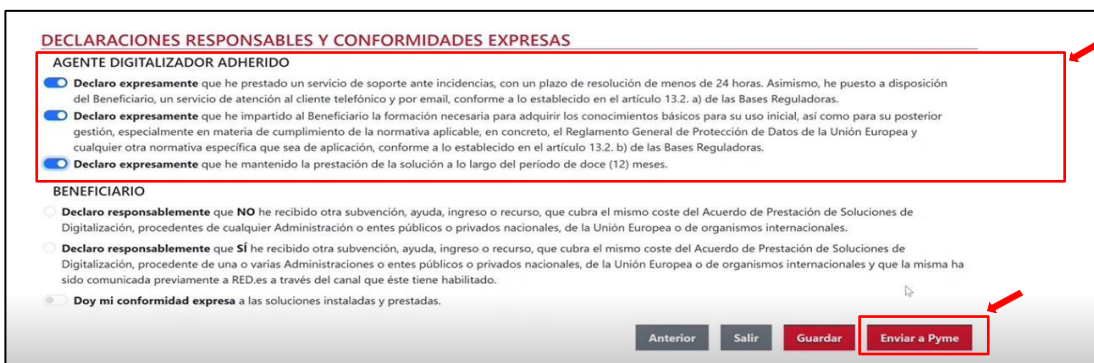 DECLARACIONES RESPONSABLES Y CONFORMIDADES EXPRESAS
AGENTE DIGITALIZADOR ADHERIDO
Declaro expresamente que he prestado un servicio de soporte ante incidencias, con un plazo de resolución de menos de 24 horas. Asimismo, he puesto a disposición
del Beneficiario, un servicio de atención al cliente telefónico y por email, conforme a lo establecido en el artículo 13.2. a) de las Bases Reguladoras.
Declaro expresamente que he impartido al Beneficiario la formación necesaria para adquirir los conocimientos básicos para su uso inicial, así como para su posterior
gestión, especialmente en materia de cumplimiento de la normativa aplicable, en concreto, el Reglamento General de Protección de Datos de la Unión Europea y
cualquier otra normativa específica que sea de aplicación, conforme a lo establecido en el artículo 13.2. b) de las Bases Reguladoras.
Declaro expresamente que he mantenido la prestación de la solución a lo largo del período de doce (12) meses.
BENEFICIARIO
Declaro responsablemente que NO he recibido otra subvención, ayuda, ingreso o recurso, que cubra el mismo coste del Acuerdo de Prestación de Soluciones de
Digitalización, procedentes de cualquier Administración o entes públicos o privados nacionales, de la Unión Europea o de organismos internacionales.
Declaro responsablemente que SÍ he recibido otra subvención, ayuda, ingreso o recurso, que cubra el mismo coste del Acuerdo de Prestación de Soluciones de
Digitalización, procedente de una o varias Administraciones o entes públicos o privados nacionales, de la Unión Europea o de organismos internacionales y que la misma ha
sido comunicada previamente a RED.es a través del canal que éste tiene habilitado.
Doy mi conformidad expresa a las soluciones instaladas y prestadas.
Anterior Salir Guardar Enviar a Pyme